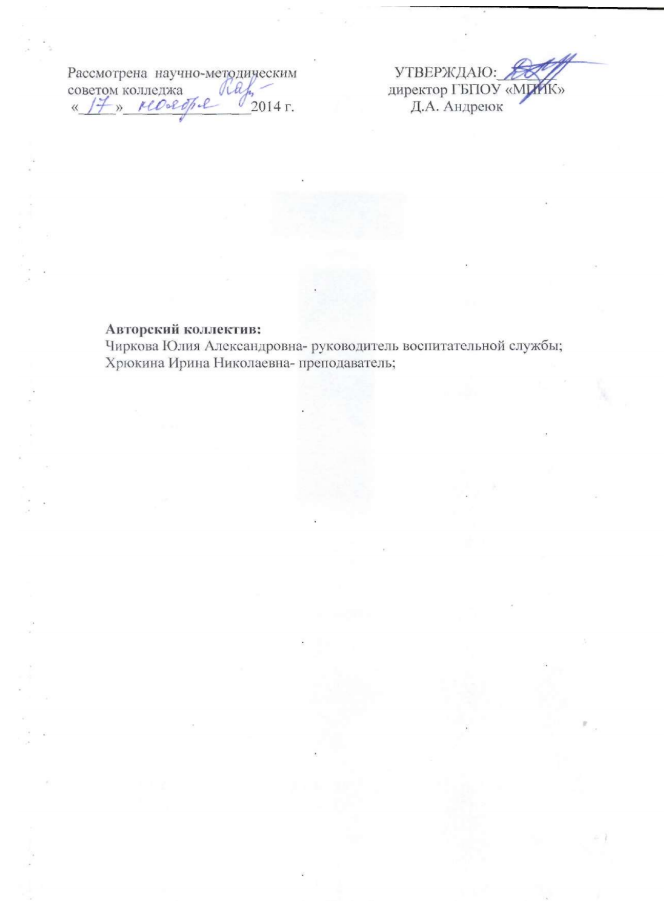 Рассмотрена научно-методическим
советом колледжа
« 17 » ноября 2014 г.
УТВЕРЖДАЮ:
директор ГБПОУ «МПИК»
Д.А. Андреюк
Авторский коллектив:
Чиркова Юлия Александровна- руководитель воспитательной службы;
Хрюкина Ирина Николаевна- преподаватель;